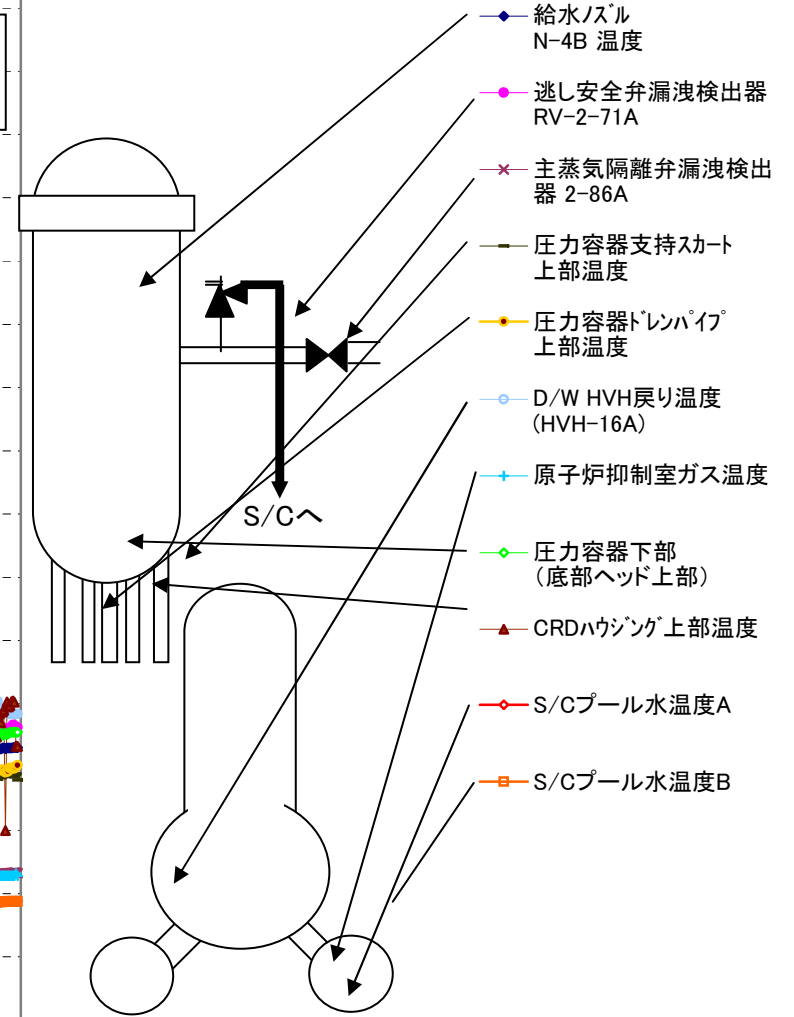 給水ノズル
N-4B 温度
逃し安全弁漏洩検出器
RV-2-71A
主蒸気隔離弁漏洩検出
器 2-86A
圧力容器支持スカート
上部温度
圧力容器ドレンパイプ
上部温度
D/W HVH戻り温度
(HVH-16A)
原子炉抑制室ガス温度
S/Cへ
圧力容器下部
（底部ヘッド上部）
CRDハウジング上部温度
S/Cプール水温度A
S/Cプール水温度B